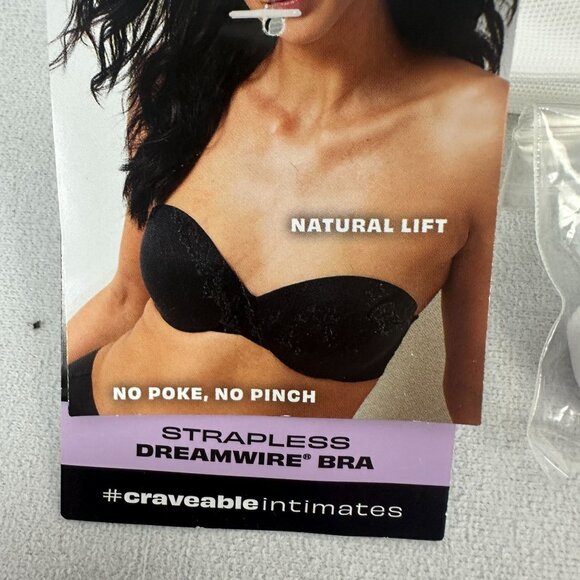 NATURAL LIFT
NO POKE, NO PINCH
STRAPLESS
DREAMWIRE® BRA
#craveableintimates